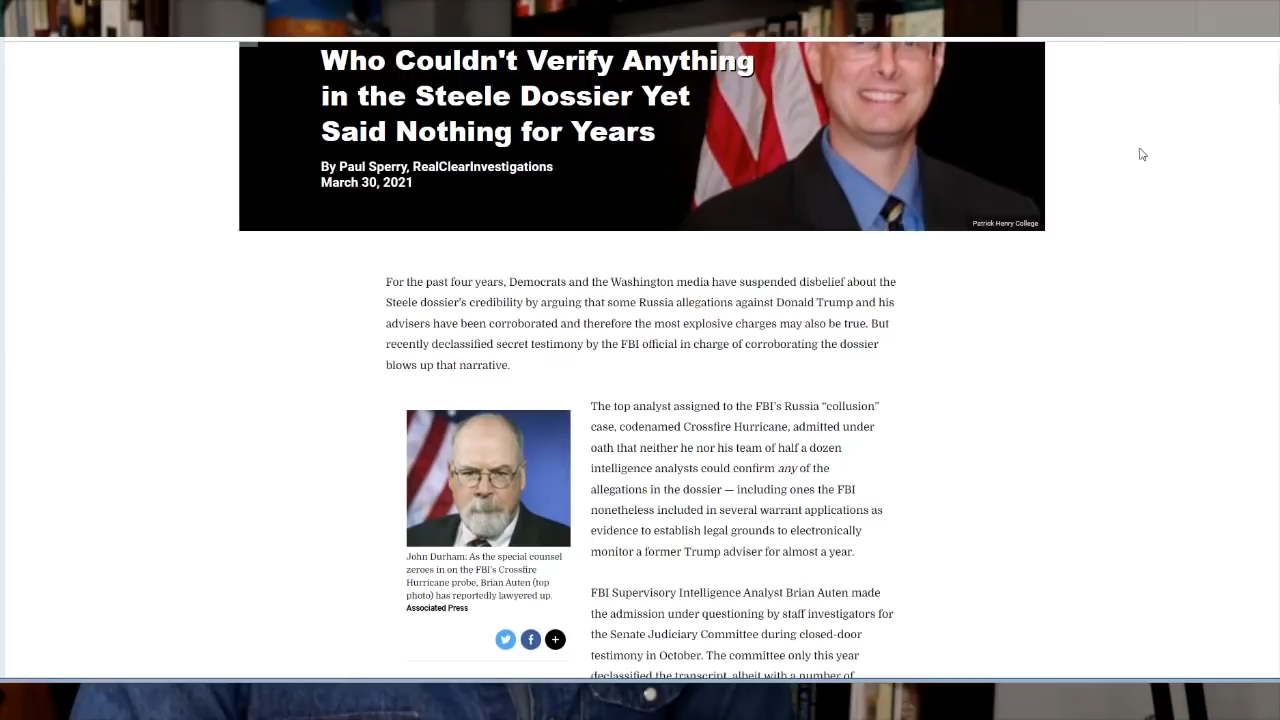 Who Couldn't Verify Anything
in the Steele Dossier Yet
Said Nothing for Years
By Paul Sperry, RealClearInvestigations
March 30, 2021
Patrick Henry College
For the past four years, Democrats and the Washington media have suspended disbelief about the
Steele dossier's credibility by arguing that some Russia allegations against Donald Trump and his
advisers have been corroborated and therefore the most explosive charges may also be true. But
recently declassified secret testimony by the FBI official in charge of corroborating the dossier
blows up that narrative.
John Durham: As the special counsel
zeroes in on the FBI's Crossfire
Hurricane probe, Brian Auten (top
photo) has reportedly lawyered up.
Associated Press
The top analyst assigned to the FBI's Russia “collusion”
case, codenamed Crossfire Hurricane, admitted under
oath that neither he nor his team of half a dozen
intelligence analysts could confirm any of the
allegations in the dossier — including ones the FBI
nonetheless included in several warrant applications as
evidence to establish legal grounds to electronically
monitor a former Trump adviser for almost a year.
FBI Supervisory Intelligence Analyst Brian Auten made
the admission under questioning by staff investigators for
the Senate Judiciary Committee during closed-door
testimony in October. The committee only this year
declassified the transcript, albeit with a number of